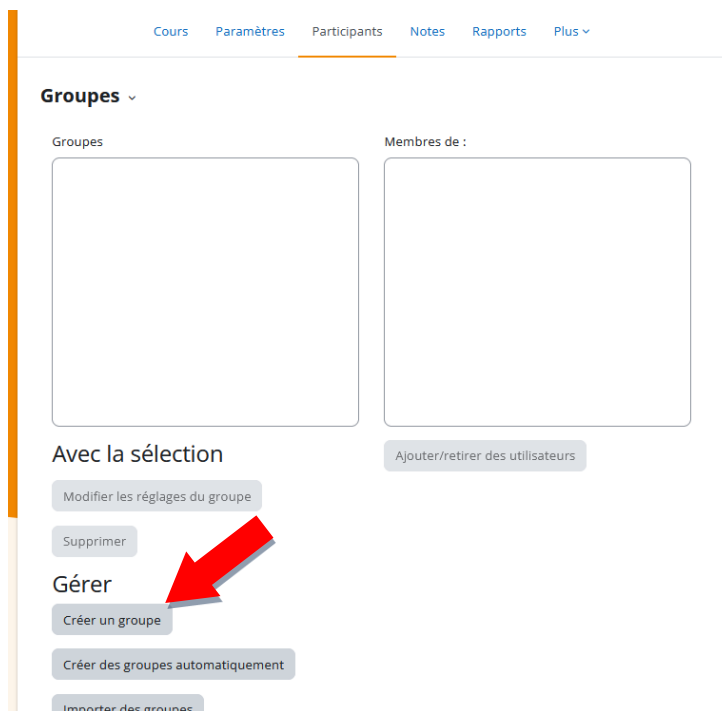 Cours Paramètres Participants Notes Rapports Plus
Groupes
Groupes
Membres de :
Avec la sélection
Ajouter/retirer des utilisateurs
Modifier les réglages du groupe
Supprimer
Gérer
Créer un groupe
Créer des groupes automatiquement
Importer des groupes